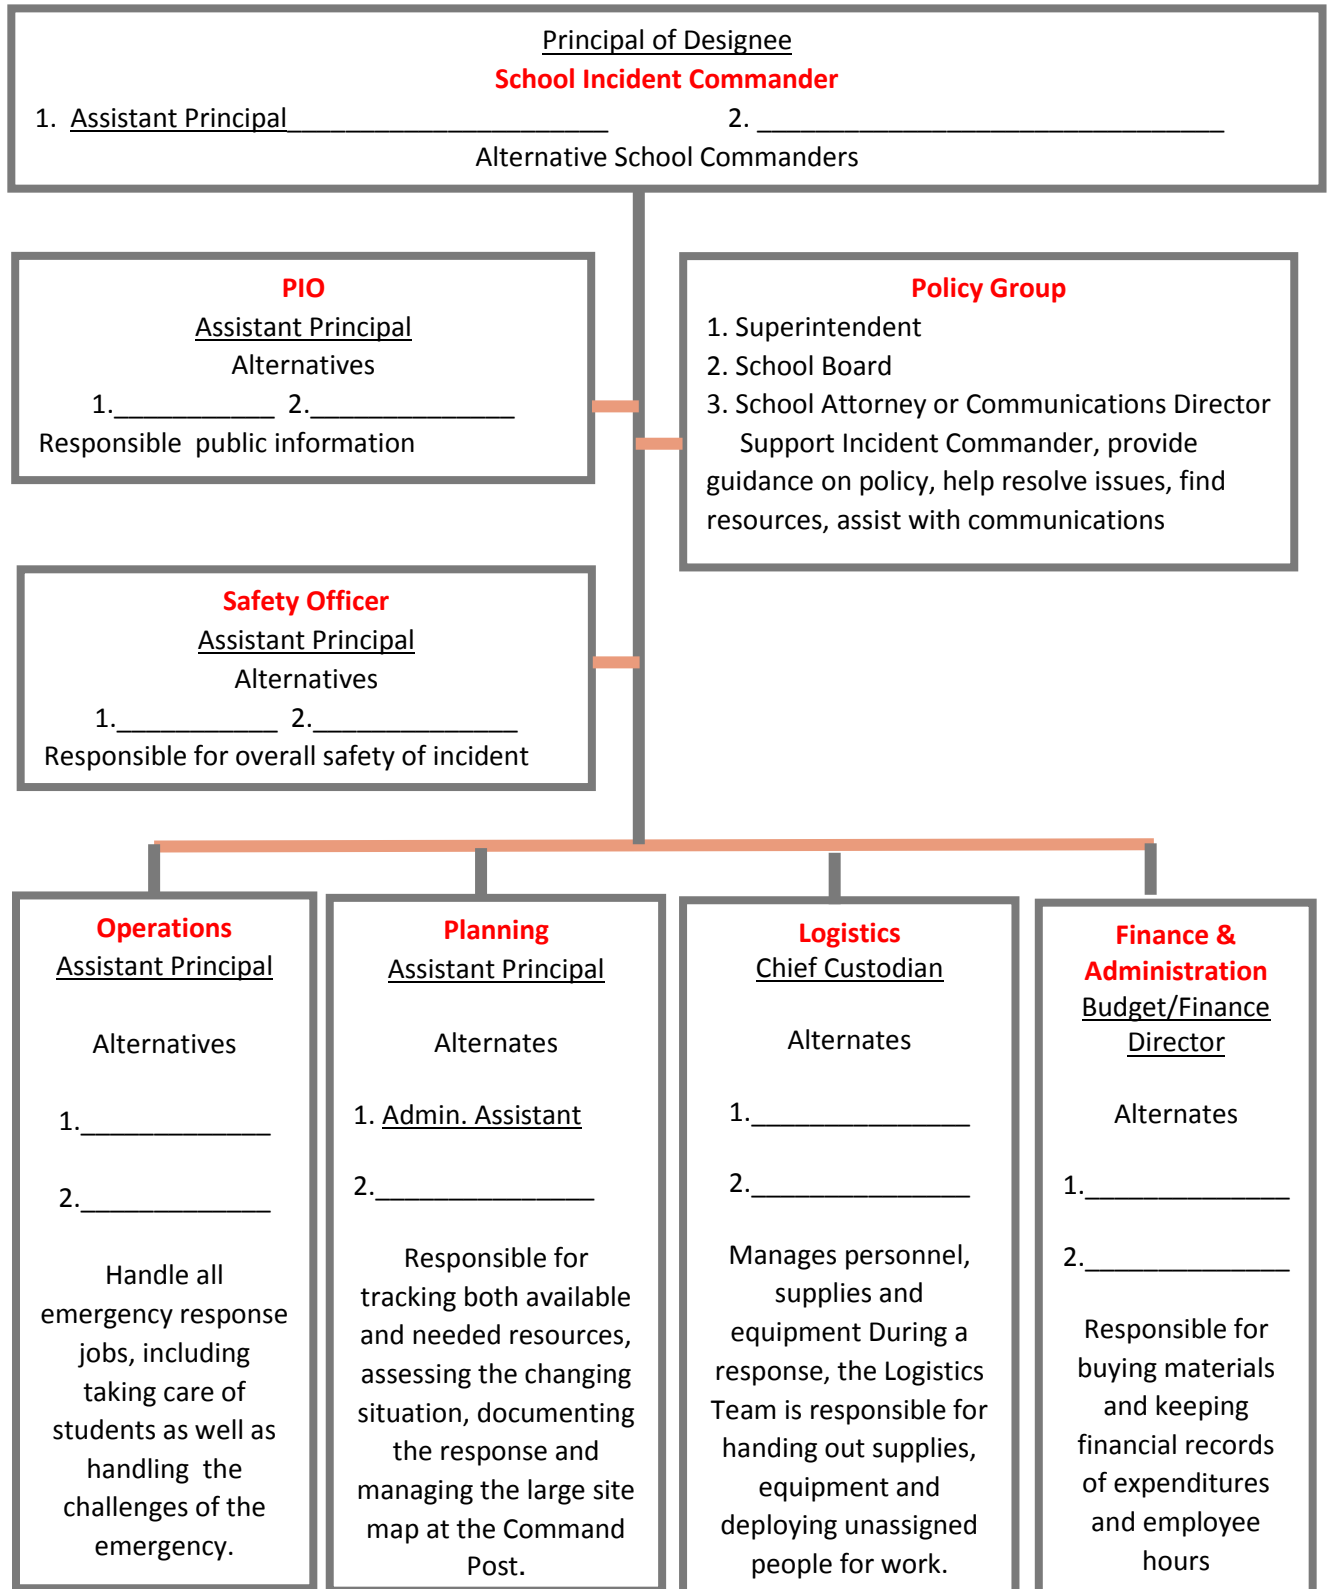 Principal of Designee
School Incident Commander
1. Assistant Principal______________________ 2. ________________________________
Alternative School Commanders
PIO
Assistant Principal
Alternatives
1.___________ 2.______________
Responsible public information
Policy Group
1. Superintendent
2. School Board
3. School Attorney or Communications Director
Support Incident Commander, provide
guidance on policy, help resolve issues, find
resources, assist with communications
Safety Officer
Assistant Principal
Alternatives
1.___________ 2.______________
Responsible for overall safety of incident
Operations
Assistant Principal
Alternatives
1._____________
2._____________
Handle all
emergency response
jobs, including
taking care of
students as well as
handling the
challenges of the
emergency.
Planning
Assistant Principal
Alternates
1. Admin. Assistant
2._______________
Responsible for
tracking both available
and needed resources,
assessing the changing
situation, documenting
the response and
managing the large site
map at the Command
Post.
Logistics
Chief Custodian
Alternates
1._______________
2._______________
Manages personnel,
supplies and
equipment During a
response, the Logistics
Team is responsible for
handing out supplies,
equipment and
deploying unassigned
people for work.
Finance &
Administration
Budget/Finance
Director
Alternates
1.______________
2.______________
Responsible for
buying materials
and keeping
financial records
of expenditures
and employee
hours